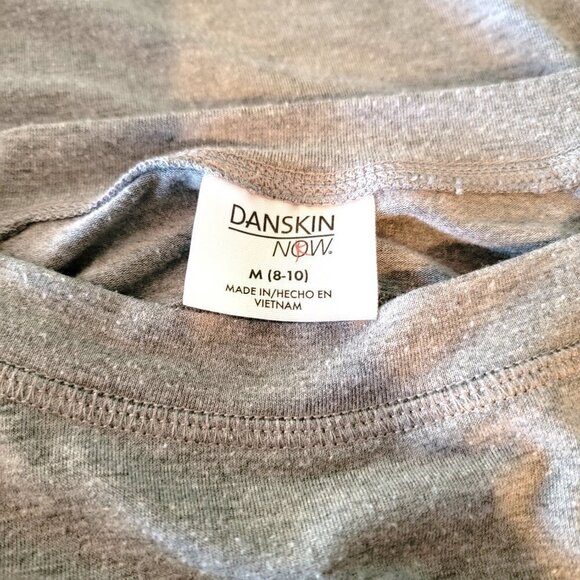 DANSKIN
NOW®
M (8-10)
MADE IN/HECHO EN
VIETNAM